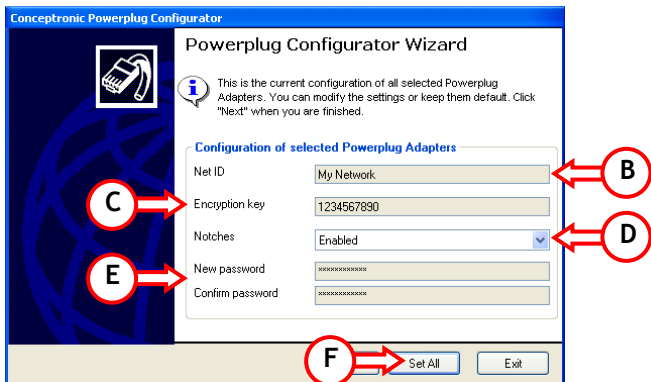 Conceptronic Powerplug Configurator
Powerplug Configurator Wizard
This is the current configuration of all selected Powerplug
Adapters. You can modify the settings or keep them default. Click
"Next" when you are finished.
Configuration of selected Powerplug Adapters
Net ID
My Network
B
C
Encryption key
1234567890
Notches
Enabled
D
E
New password
xxxxxxxxxxxx
Confirm password
xxxxxxxxxxxx
F
Set All
Exit